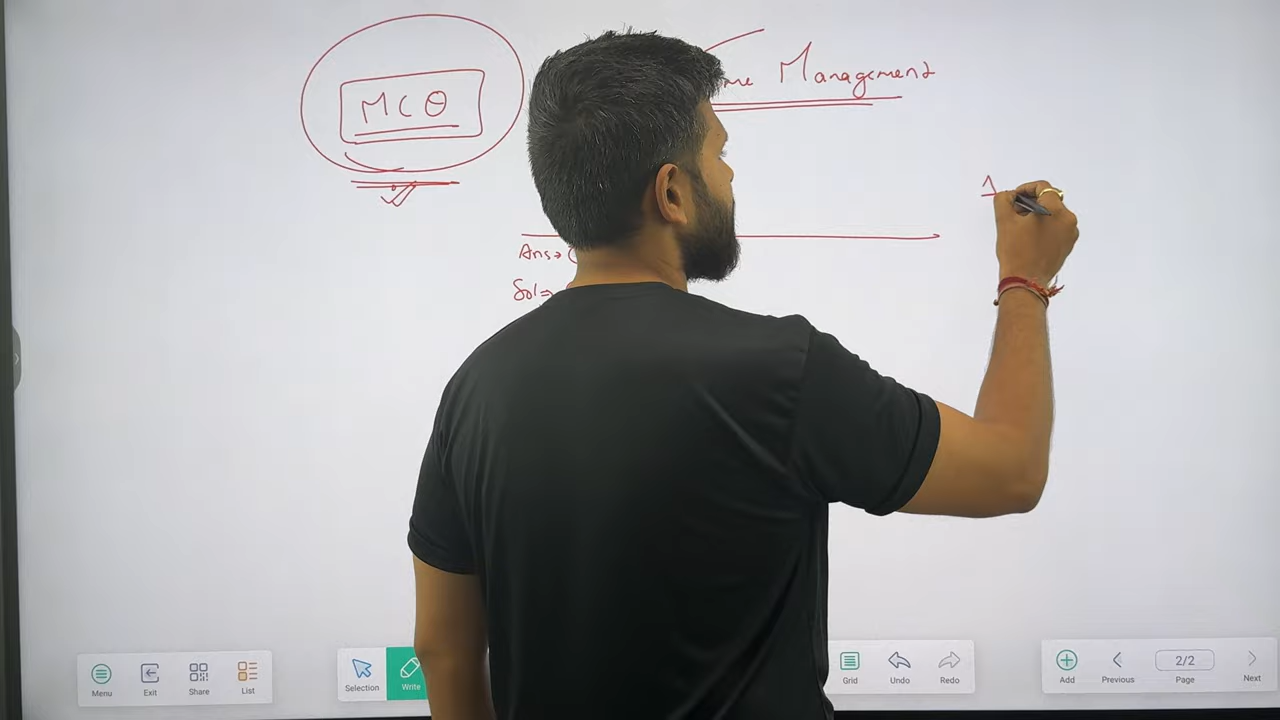 MCQ
Management
Ans→
Sol⇒
1
Menu
Exit
Share
List
Selection
Write
Grid
Undo
Redo
Add
Previous
2/2
Page
Next